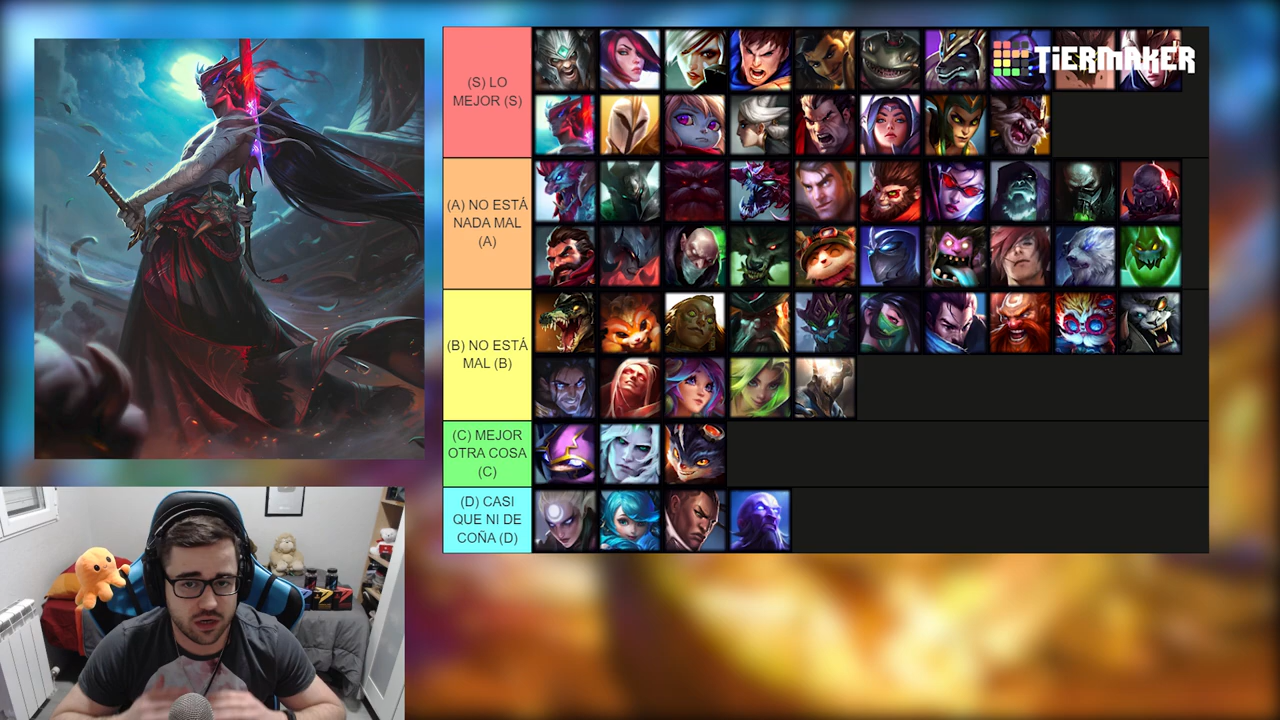 (S) LO
MEJOR (S)
TiERMAKER
(A) NO ESTÁ
NADA MAL
(A)
(B) NO ESTÁ
MAL (B)
(C) MEJOR
OTRA COSA
(C)
(D) CASI
QUE NI DE
COÑA (D)